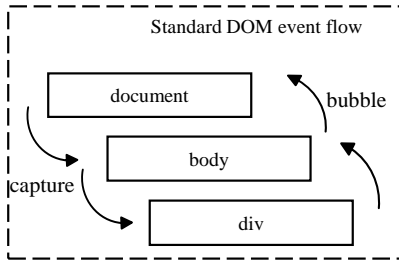 Standard DOM event flow
document
bubble
body
capture
div